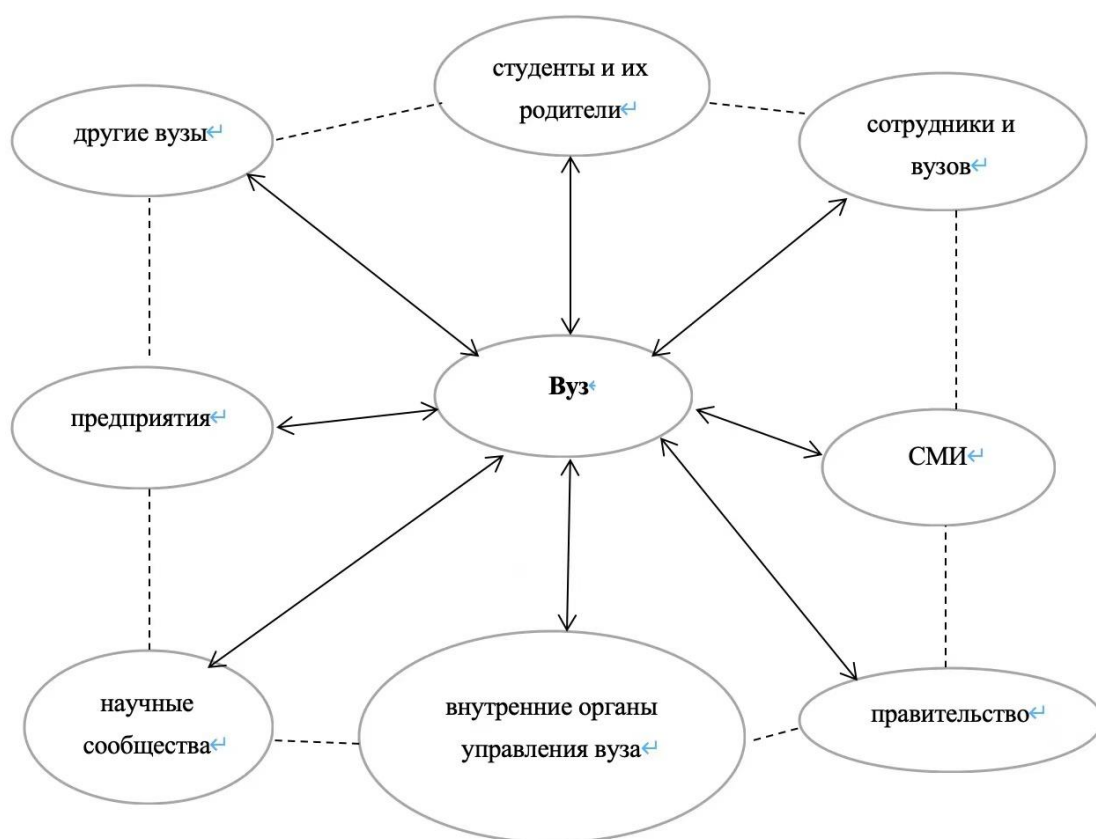 студенты и их
родители
другие вузы
сотрудники и
вузов
Вуз
предприятия
СМИ
научные
сообщества
внутренние органы
управления вуза
правительство